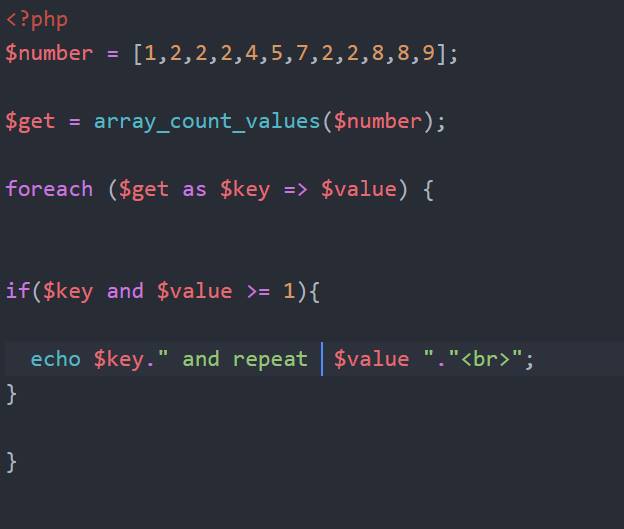 <?php
$number = [1,2,2,2,4,5,7,2,2,8,8,9];
$get = array_count_values($number);
foreach ($get as $key => $value) {
if($key and $value >= 1){
echo $key." and repeat  $value "."<br>";
}
}